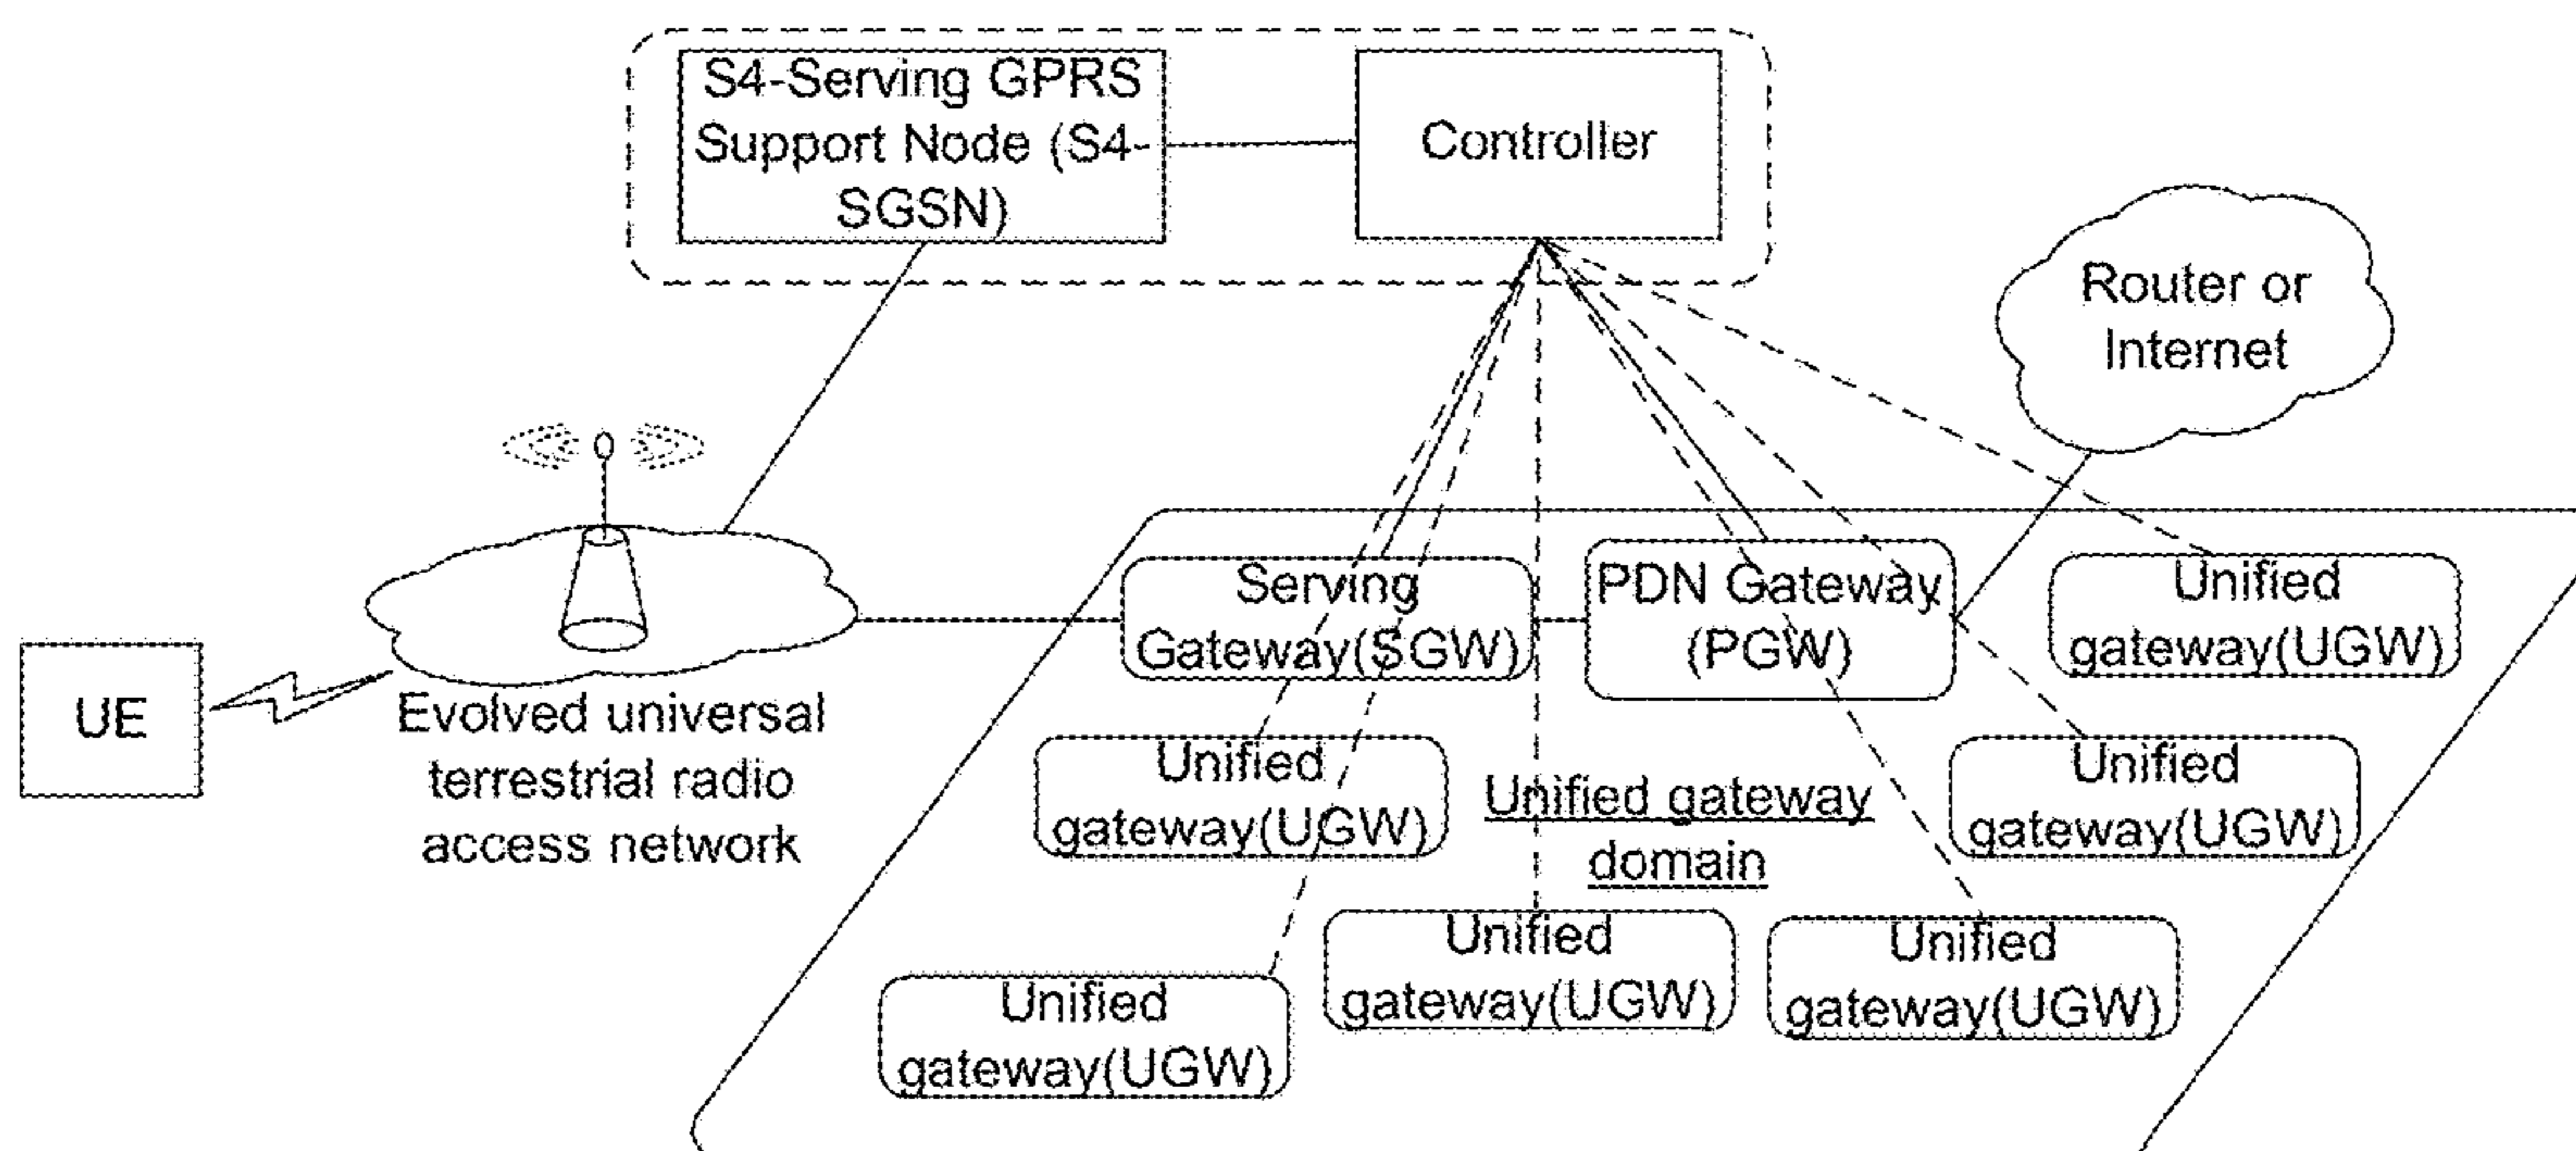 S4-Serving GPRS
Support Node (S4-
SGSN)
Controller
Router or
Internet
UE
Evolved universal
terrestrial radio
access network
Serving
Gateway(SGW)
PDN Gateway
(PGW)
Unified
gateway(UGW)
Unified
gateway(UGW)
Unified gateway
domain
Unified
gateway(UGW)
Unified
gateway(UGW)
Unified
gateway(UGW)
Unified
gateway(UGW)